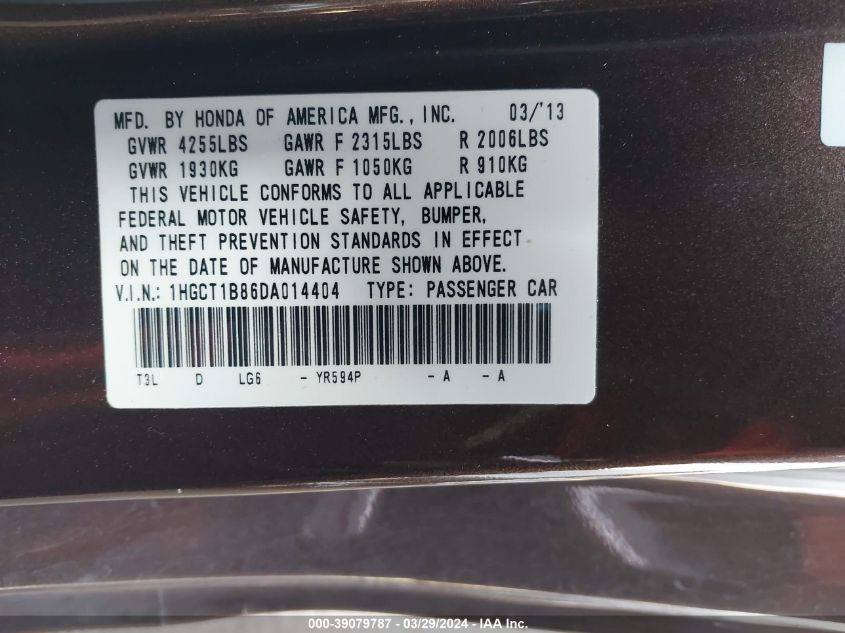 MFD. BY HONDA OF AMERICA MFG., INC. 03/'13
GVWR 4255LBS GAWR F 2315LBS R 2006LBS
GVWR 1930KG GAWR F 1050KG R 910KG
THIS VEHICLE CONFORMS TO ALL APPLICABLE
FEDERAL MOTOR VEHICLE SAFETY, BUMPER,
AND THEFT PREVENTION STANDARDS IN EFFECT
ON THE DATE OF MANUFACTURE SHOWN ABOVE.
V.I.N.: 1HGCT1B86DA014404 TYPE: PASSENGER CAR
T3L D LG6 - YR594P - A - A
000-39079787 - 03/29/2024 - IAA Inc.